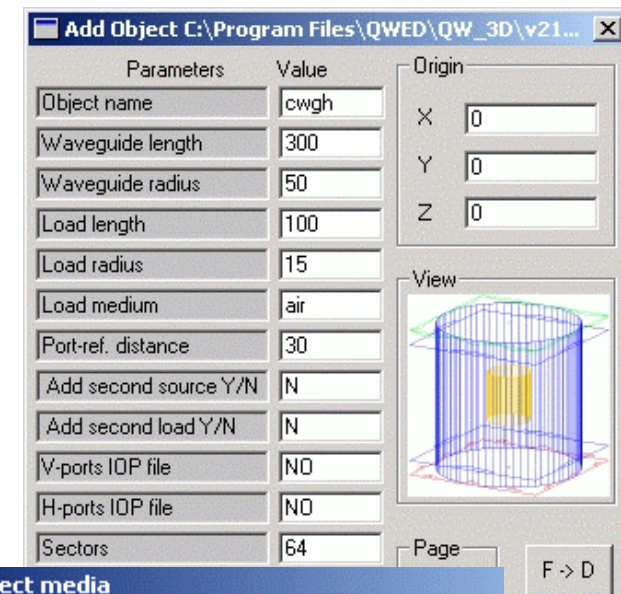 Add Object C:\Program Files\QWED\QW_3D\v21...
Parameters Value
Object name cwgh
Waveguide length 300
Waveguide radius 50
Load length 100
Load radius 15
Load medium air
Port-ref. distance 30
Add second source Y/N N
Add second load Y/N N
V-ports IOP file NO
H-ports IOP file NO
Sectors 64
Origin
X 0
Y 0
Z 0
View
Page
F -> D
ect media